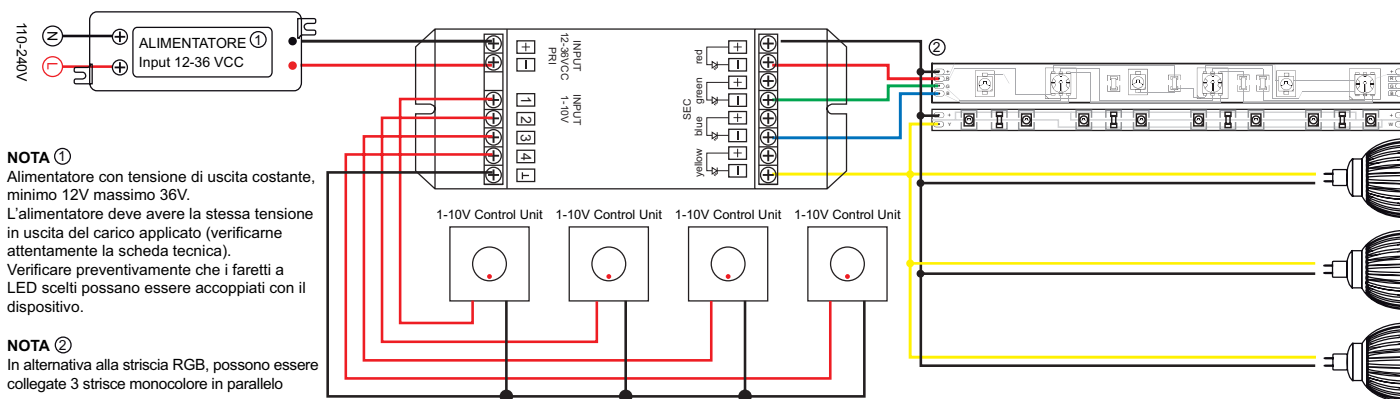 110-240V
N
L
ALIMENTATORE ①
Input 12-36 VCC
NOTA ①
Alimentatore con tensione di uscita costante,
minimo 12V massimo 36V.
L'alimentatore deve avere la stessa tensione
in uscita del carico applicato (verificarne
attentamente la scheda tecnica).
Verificare preventivamente che i faretti a
LED scelti possano essere accoppiati con il
dispositivo.
NOTA ②
In alternativa alla striscia RGB, possono essere
collegate 3 strisce monocolore in parallelo
+
−
INPUT
12-36VCC
PRI
1
2
3
4
⊥
INPUT
1-10V
SEC
red
+
−
green
+
−
blue
+
−
yellow
+
−
1-10V Control Unit
1-10V Control Unit
1-10V Control Unit
1-10V Control Unit
②